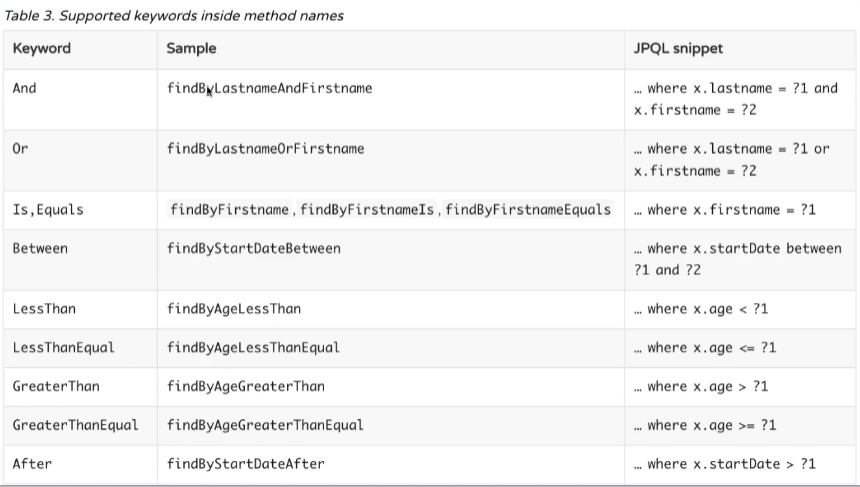 Table 3. Supported keywords inside method names
Keyword Sample JPQL snippet
And findByLastnameAndFirstname … where x.lastname = ?1 and
x.firstname = ?2
Or findByLastnameOrFirstname … where x.lastname = ?1 or
x.firstname = ?2
Is,Equals findByFirstname,findByFirstnameIs,findByFirstnameEquals … where x.firstname = ?1
Between findByStartDateBetween … where x.startDate between
?1 and ?2
LessThan findByAgeLessThan … where x.age < ?1
LessThanEqual findByAgeLessThanEqual … where x.age <= ?1
GreaterThan findByAgeGreaterThan … where x.age > ?1
GreaterThanEqual findByAgeGreaterThanEqual … where x.age >= ?1
After findByStartDateAfter … where x.startDate > ?1